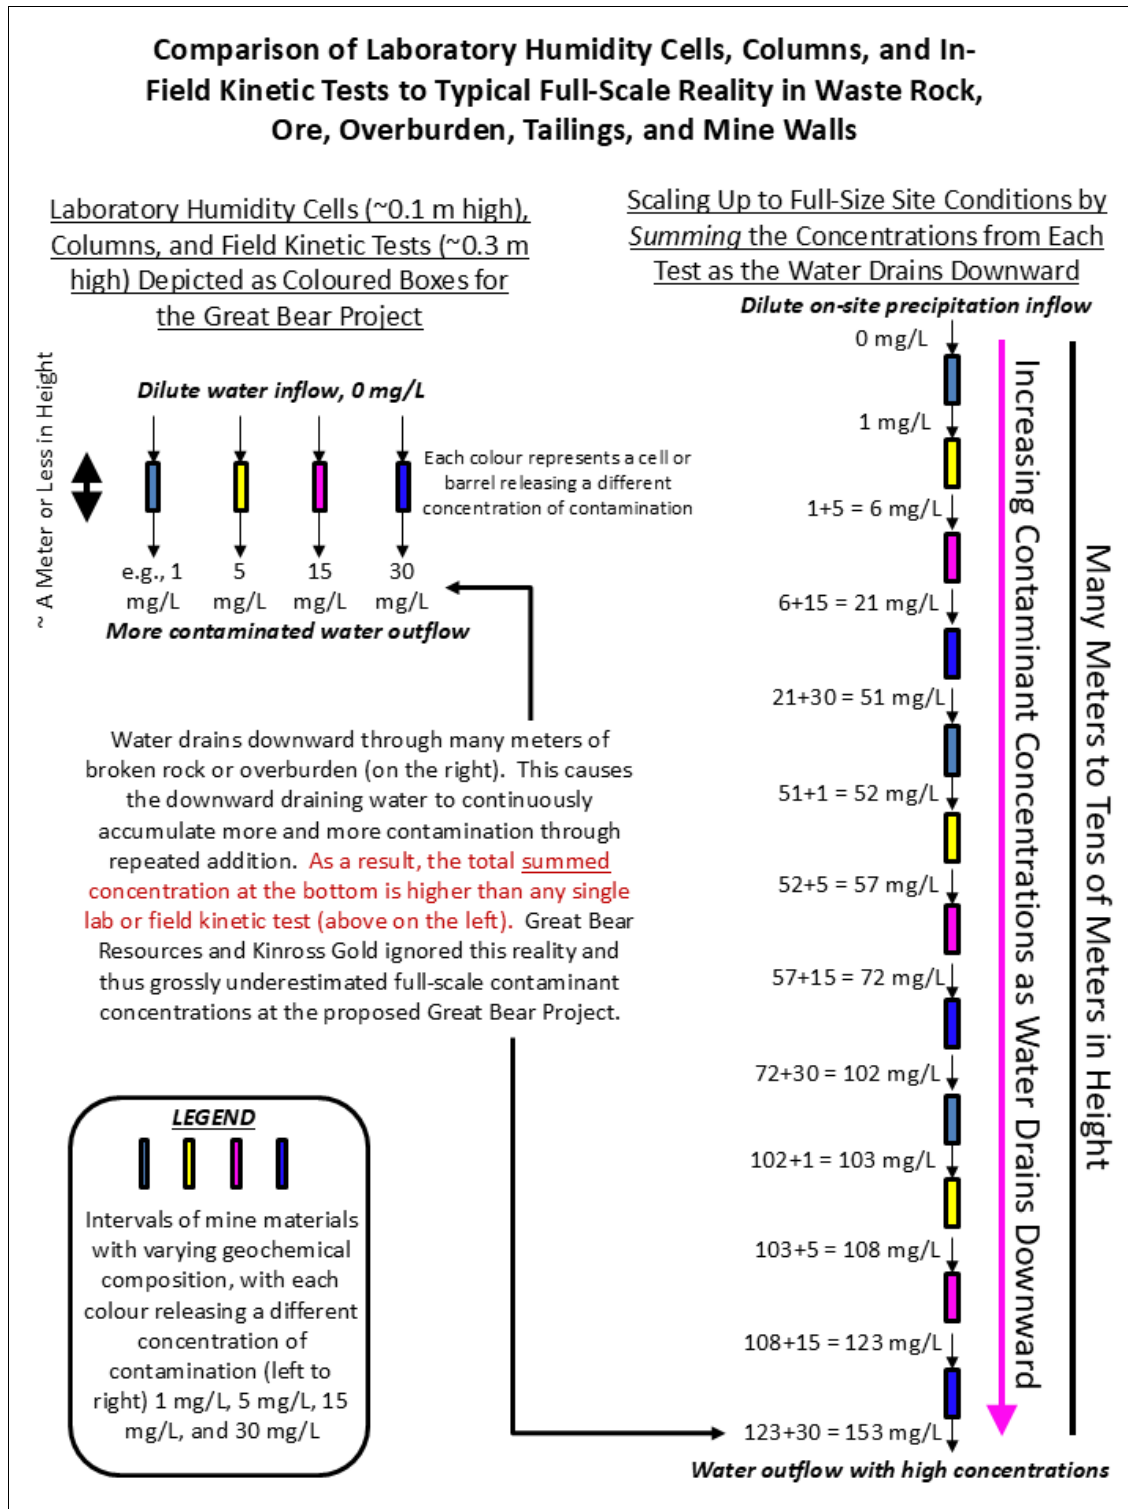 Comparison of Laboratory Humidity Cells, Columns, and In-
Field Kinetic Tests to Typical Full-Scale Reality in Waste Rock,
Ore, Overburden, Tailings, and Mine Walls
Laboratory Humidity Cells (~0.1 m high),
Columns, and Field Kinetic Tests (~0.3 m
high) Depicted as Coloured Boxes for
the Great Bear Project
~ A Meter or Less in Height
Dilute water inflow, 0 mg/L
Each colour represents a cell or
barrel releasing a different
concentration of contamination
e.g., 1 5 15 30
mg/L mg/L mg/L mg/L
More contaminated water outflow
Water drains downward through many meters of
broken rock or overburden (on the right). This causes
the downward draining water to continuously
accumulate more and more contamination through
repeated addition. As a result, the total summed
concentration at the bottom is higher than any single
lab or field kinetic test (above on the left). Great Bear
Resources and Kinross Gold ignored this reality and
thus grossly underestimated full-scale contaminant
concentrations at the proposed Great Bear Project.
LEGEND
Intervals of mine materials
with varying geochemical
composition, with each
colour releasing a different
concentration of
contamination (left to
right) 1 mg/L, 5 mg/L, 15
mg/L, and 30 mg/L
Scaling Up to Full-Size Site Conditions by
Summing the Concentrations from Each
Test as the Water Drains Downward
Dilute on-site precipitation inflow
0 mg/L
1 mg/L
1+5 = 6 mg/L
6+15 = 21 mg/L
21+30 = 51 mg/L
51+1 = 52 mg/L
52+5 = 57 mg/L
57+15 = 72 mg/L
72+30 = 102 mg/L
102+1 = 103 mg/L
103+5 = 108 mg/L
108+15 = 123 mg/L
123+30 = 153 mg/L
Water outflow with high concentrations
Increasing Contaminant Concentrations as Water Drains Downward
Many Meters to Tens of Meters in Height